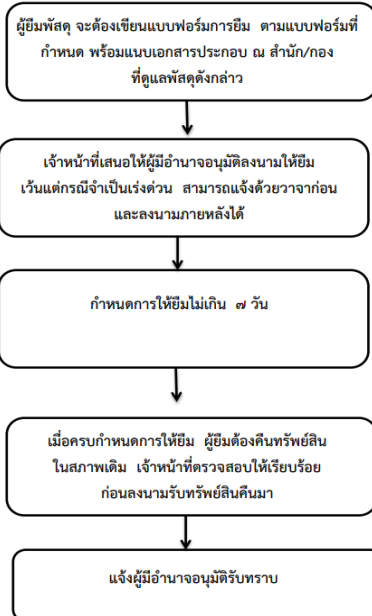 ผู้ยืมพัสดุ จะต้องเขียนแบบฟอร์มการยืม ตามแบบฟอร์มที่
กำหนด พร้อมแนบเอกสารประกอบ ณ สำนัก/กอง
ที่ดูแลพัสดุดังกล่าว
เจ้าหน้าที่เสนอให้ผู้มีอำนาจอนุมัติลงนามให้ยืม
เว้นแต่กรณีจำเป็นเร่งด่วน สามารถแจ้งด้วยวาจาก่อน
และลงนามภายหลังได้
กำหนดการให้ยืมไม่เกิน ๗ วัน
เมื่อครบกำหนดการให้ยืม ผู้ยืมต้องคืนทรัพย์สิน
ในสภาพเดิม เจ้าหน้าที่ตรวจสอบให้เรียบร้อย
ก่อนลงนามรับทรัพย์สินคืนมา
แจ้งผู้มีอำนาจอนุมัติรับทราบ